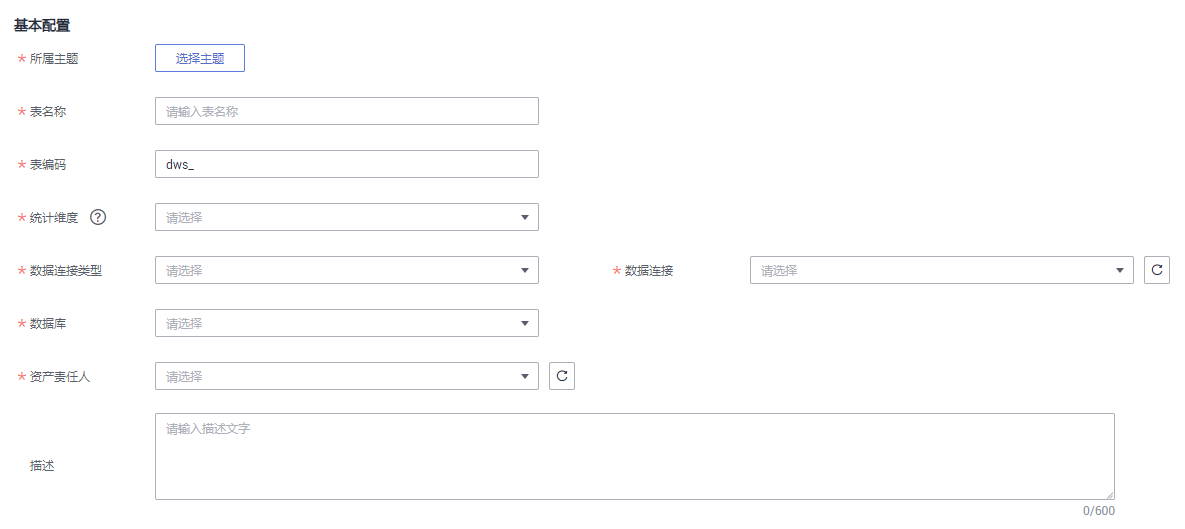 基本配置
* 所属主题 选择主题
* 表名称 请输入表名称
* 表编码 dws_
* 统计维度 ? 请选择
* 数据连接类型 请选择 * 数据连接 请选择
* 数据库 请选择
* 资产责任人 请选择
描述 请输入描述文字
0/600